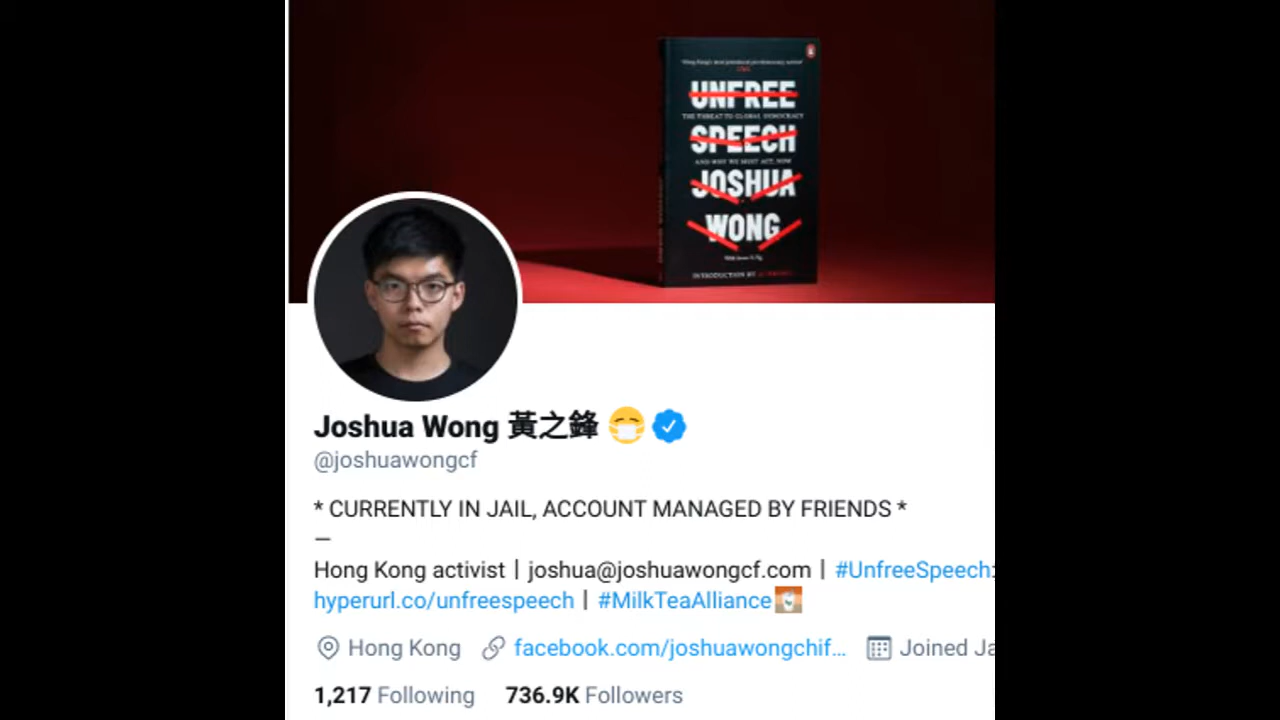 UNFREE
THE THREAT TO GLOBAL DEMOCRACY
SPEECH
AND WHY WE MUST ACT, NOW
JOSHUA
WONG
INTRODUCTION BY
Joshua Wong 黃之鋒 😷
@joshuawongcf
* CURRENTLY IN JAIL, ACCOUNT MANAGED BY FRIENDS *
—
Hong Kong activist | joshua@joshuawongcf.com | #UnfreeSpeech:
hyperurl.co/unfreespeech | #MilkTeaAlliance
Hong Kong facebook.com/joshuawongchif... Joined Ja
1,217 Following 736.9K Followers